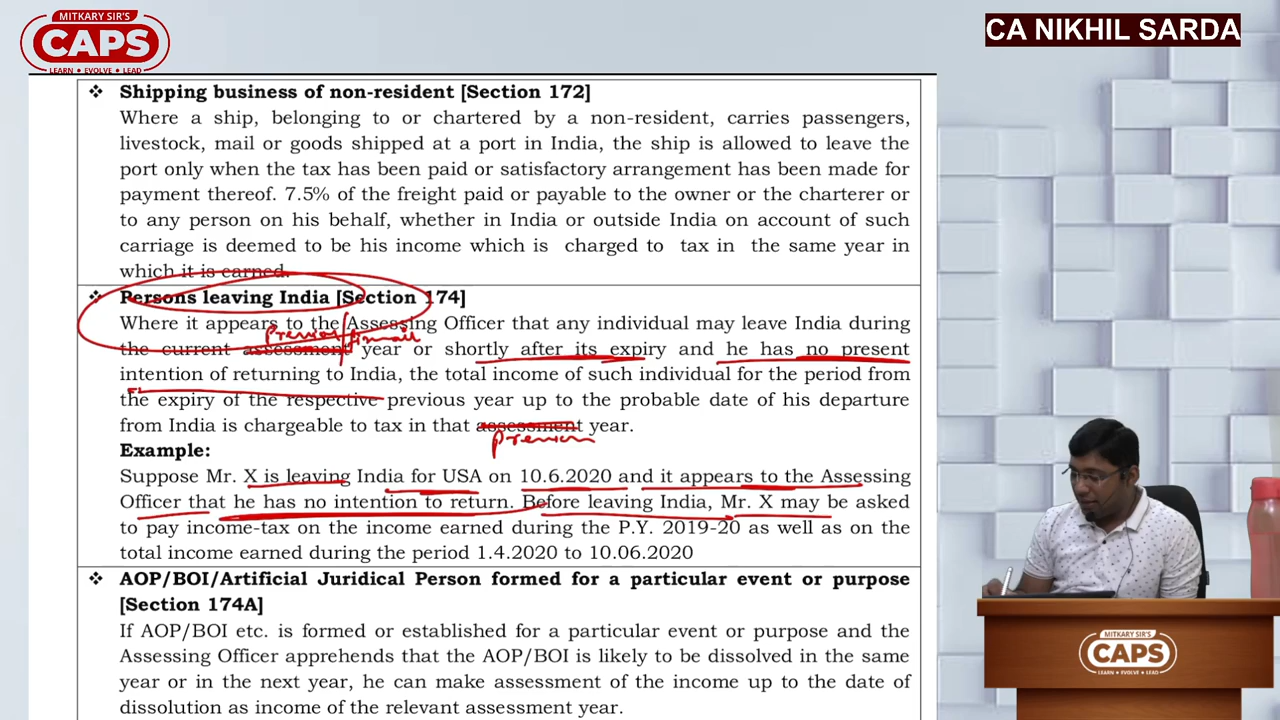 MITKARY SIR'S
CAPS
LEARN • EVOLVE • LEAD
CA NIKHIL SARDA
❖ Shipping business of non-resident [Section 172]
Where a ship, belonging to or chartered by a non-resident, carries passengers,
livestock, mail or goods shipped at a port in India, the ship is allowed to leave the
port only when the tax has been paid or satisfactory arrangement has been made for
payment thereof. 7.5% of the freight paid or payable to the owner or the charterer or
to any person on his behalf, whether in India or outside India on account of such
carriage is deemed to be his income which is charged to tax in the same year in
which it is earned.
❖ Persons leaving India [Section 174]
Where it appears to the Assessing Officer that any individual may leave India during
the current assessment year or shortly after its expiry and he has no present
intention of returning to India, the total income of such individual for the period from
the expiry of the respective previous year up to the probable date of his departure
from India is chargeable to tax in that assessment year.
Example:
Suppose Mr. X is leaving India for USA on 10.6.2020 and it appears to the Assessing
Officer that he has no intention to return. Before leaving India, Mr. X may be asked
to pay income-tax on the income earned during the P.Y. 2019-20 as well as on the
total income earned during the period 1.4.2020 to 10.06.2020
❖ AOP/BOI/Artificial Juridical Person formed for a particular event or purpose
[Section 174A]
If AOP/BOI etc. is formed or established for a particular event or purpose and the
Assessing Officer apprehends that the AOP/BOI is likely to be dissolved in the same
year or in the next year, he can make assessment of the income up to the date of
dissolution as income of the relevant assessment year.
MITKARY SIR'S
CAPS
LEARN • EVOLVE • LEAD